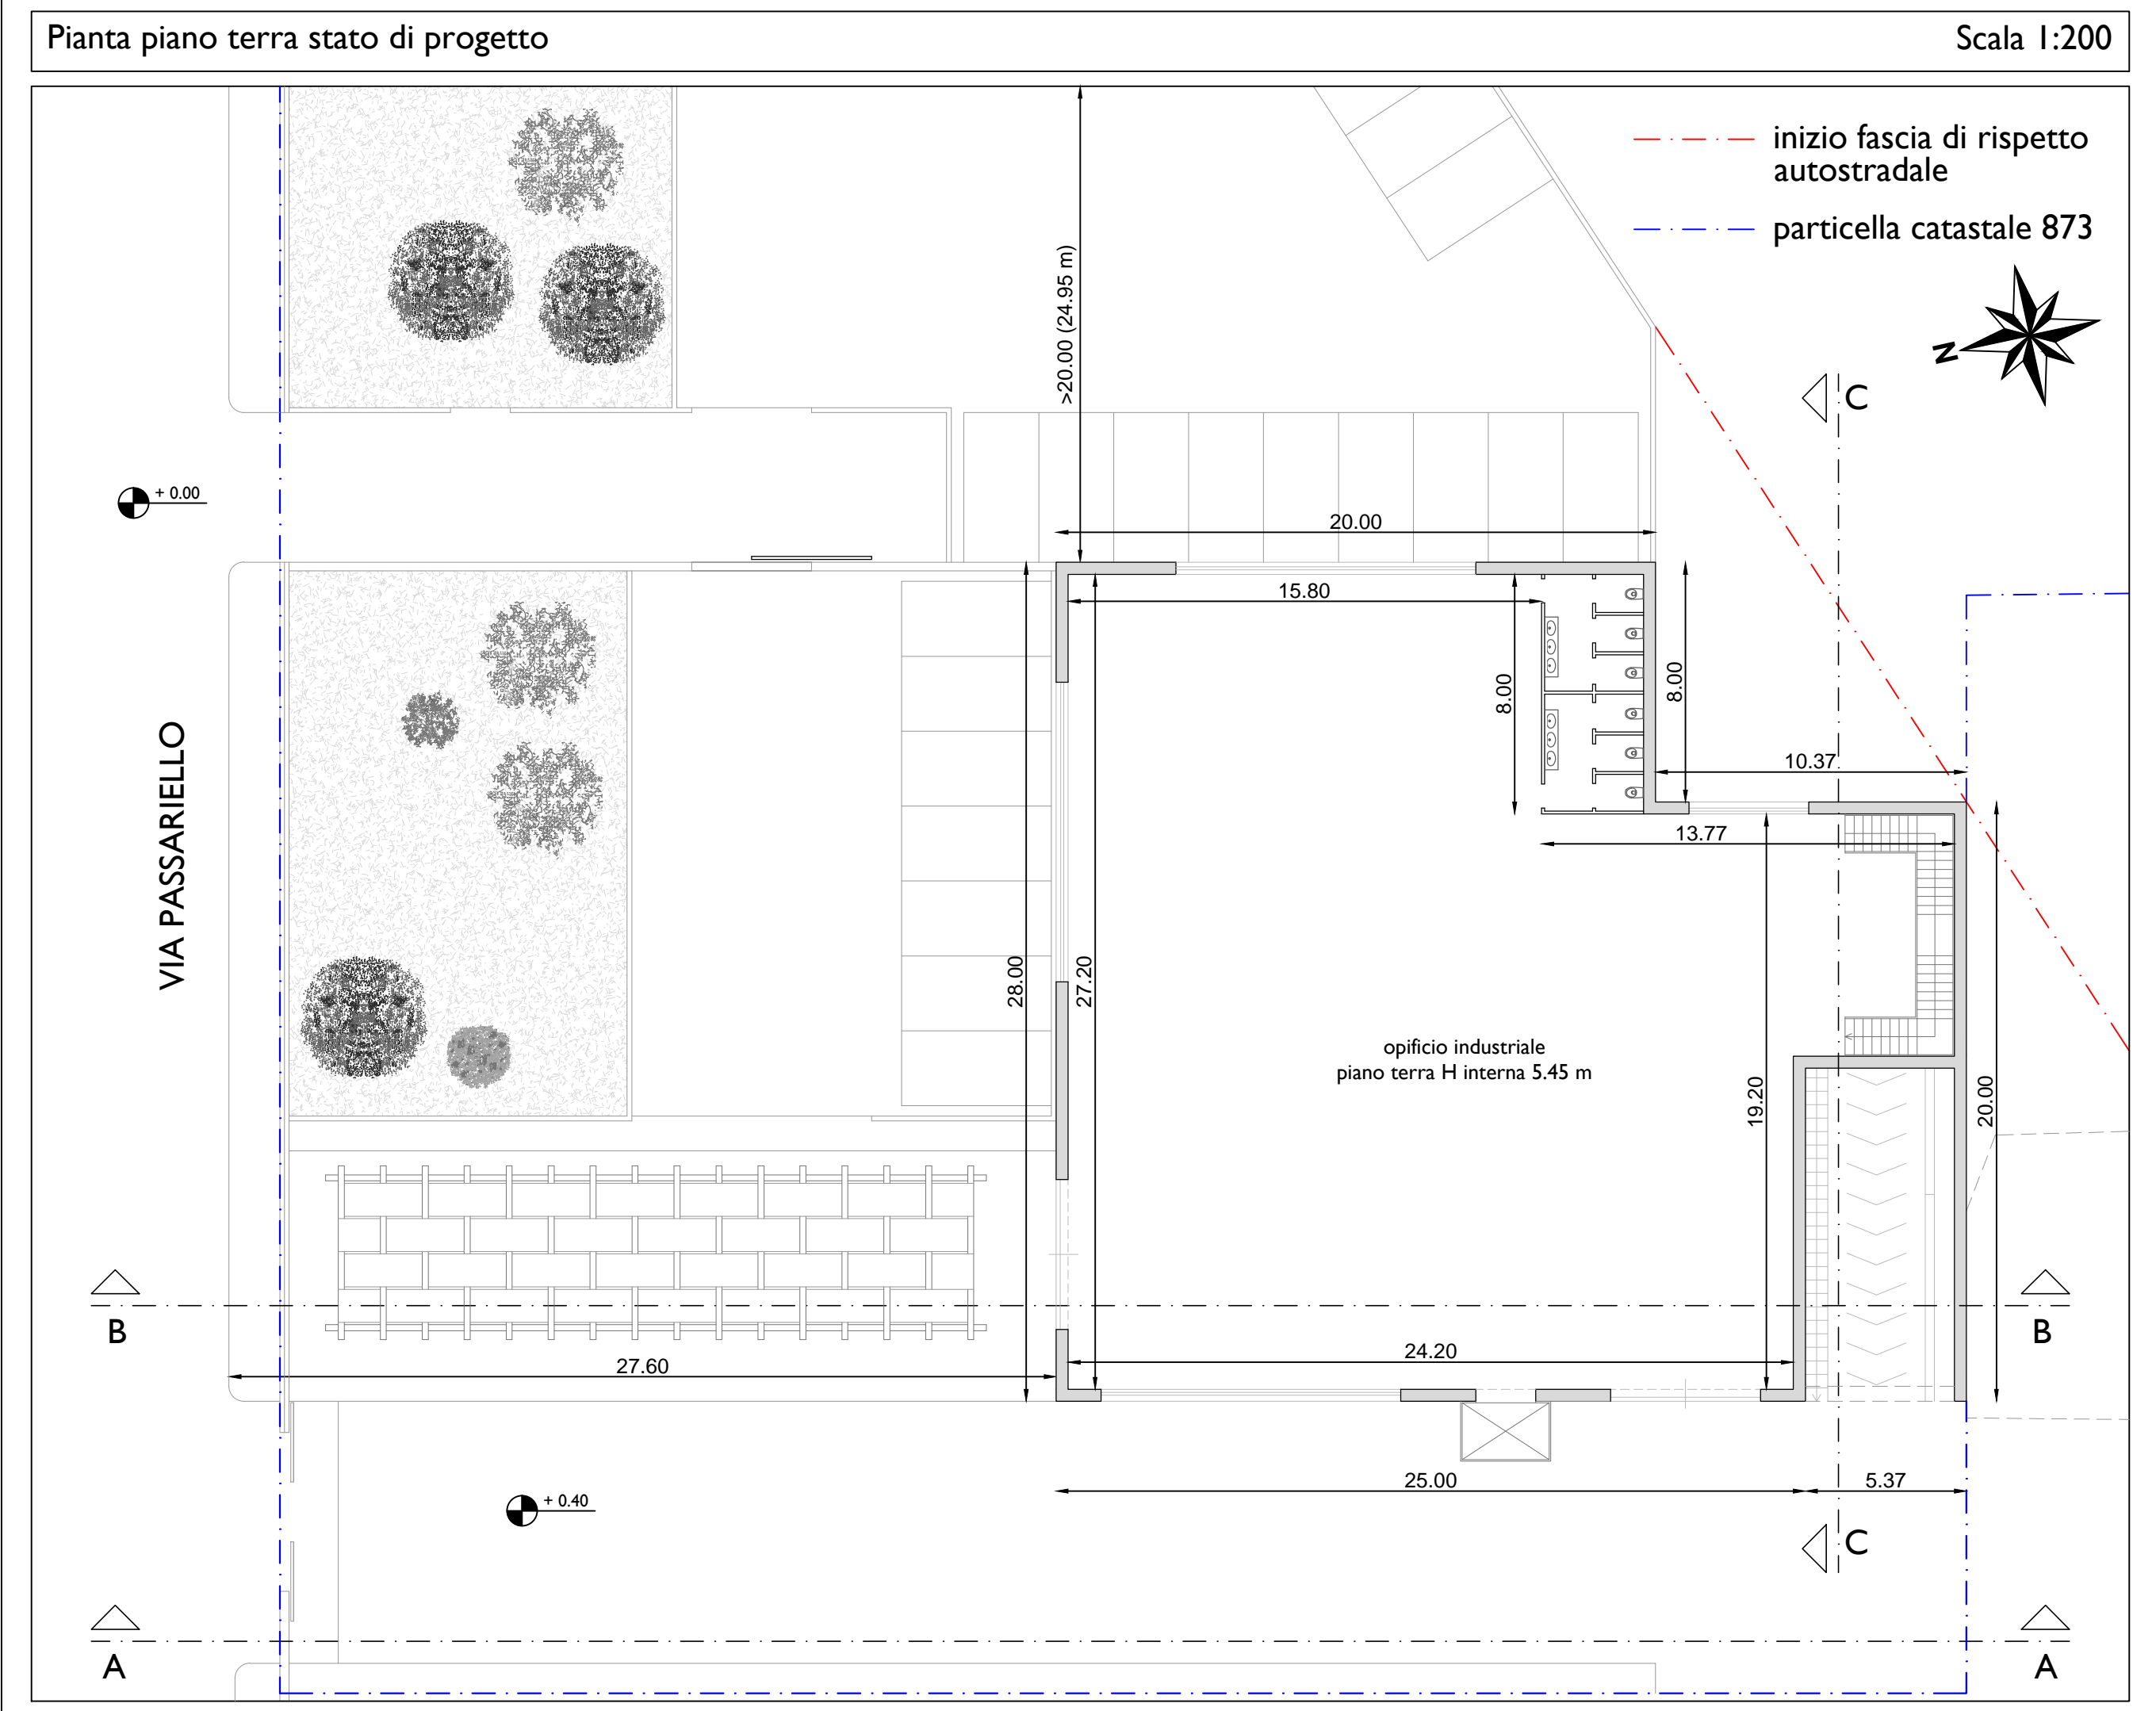 Pianta piano terra stato di progetto
Scala 1:200
inizio fascia di rispetto
autostradale
particella catastale 873
N
>20.00 (24.95 m)
C
+ 0.00
20.00
15.80
8.00
8.00
10.37
13.77
VIA PASSARIELLO
28.00
27.20
opificio industriale
piano terra H interna 5.45 m
19.20
20.00
B
B
27.60
24.20
25.00
5.37
+ 0.40
C
A
A